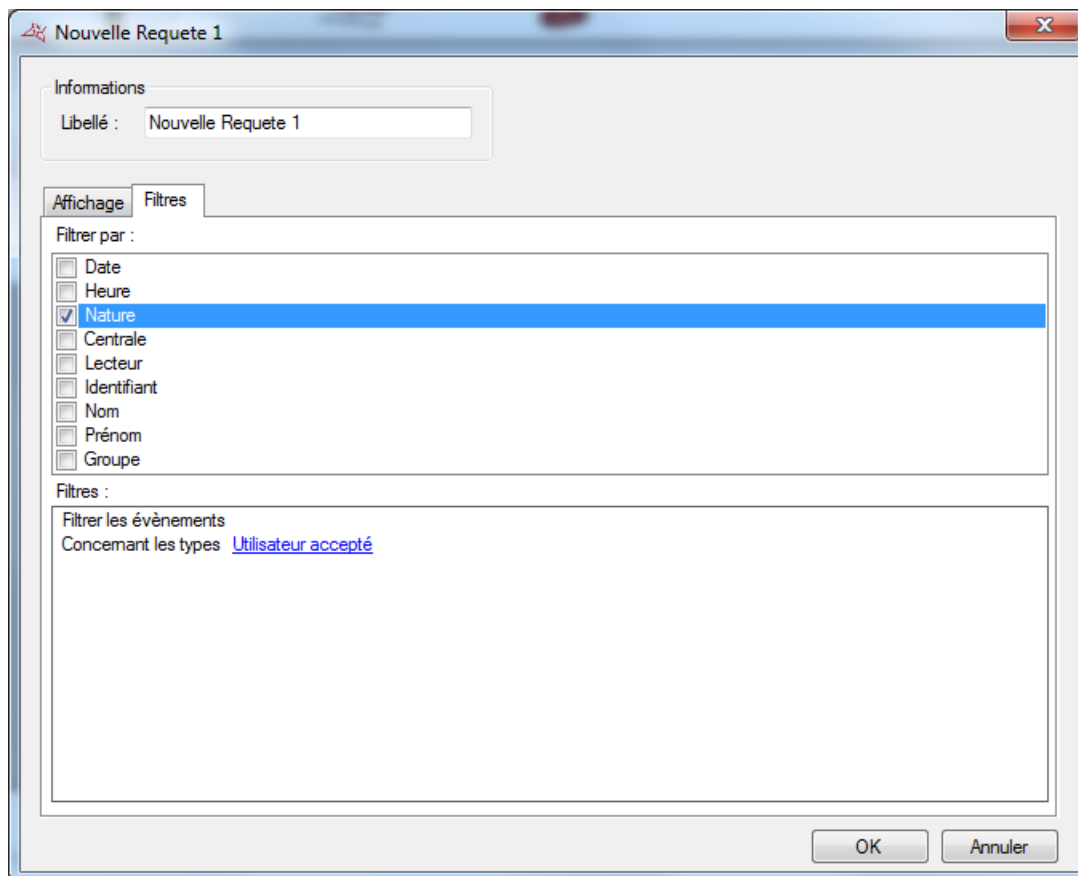 Nouvelle Requete 1
Informations
Libellé : Nouvelle Requete 1
Affichage Filtres
Filtrer par :
Date
Heure
Nature
Centrale
Lecteur
Identifiant
Nom
Prénom
Groupe
Filtres :
Filtrer les évènements
Concernant les types Utilisateur accepté
OK Annuler